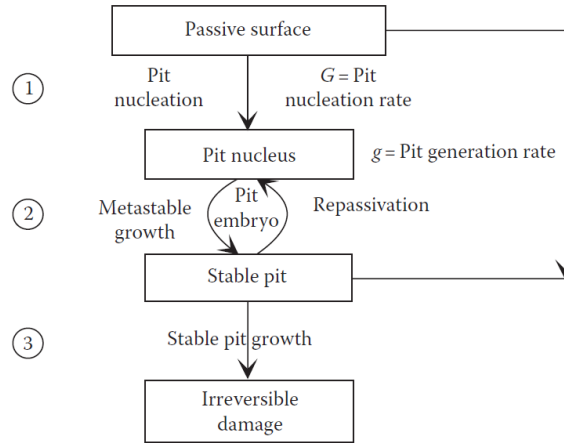 Passive surface
1
Pit
nucleation
G = Pit
nucleation rate
Pit nucleus
g = Pit generation rate
2
Metastable
growth
Pit
embryo
Repassivation
Stable pit
3
Stable pit growth
Irreversible
damage